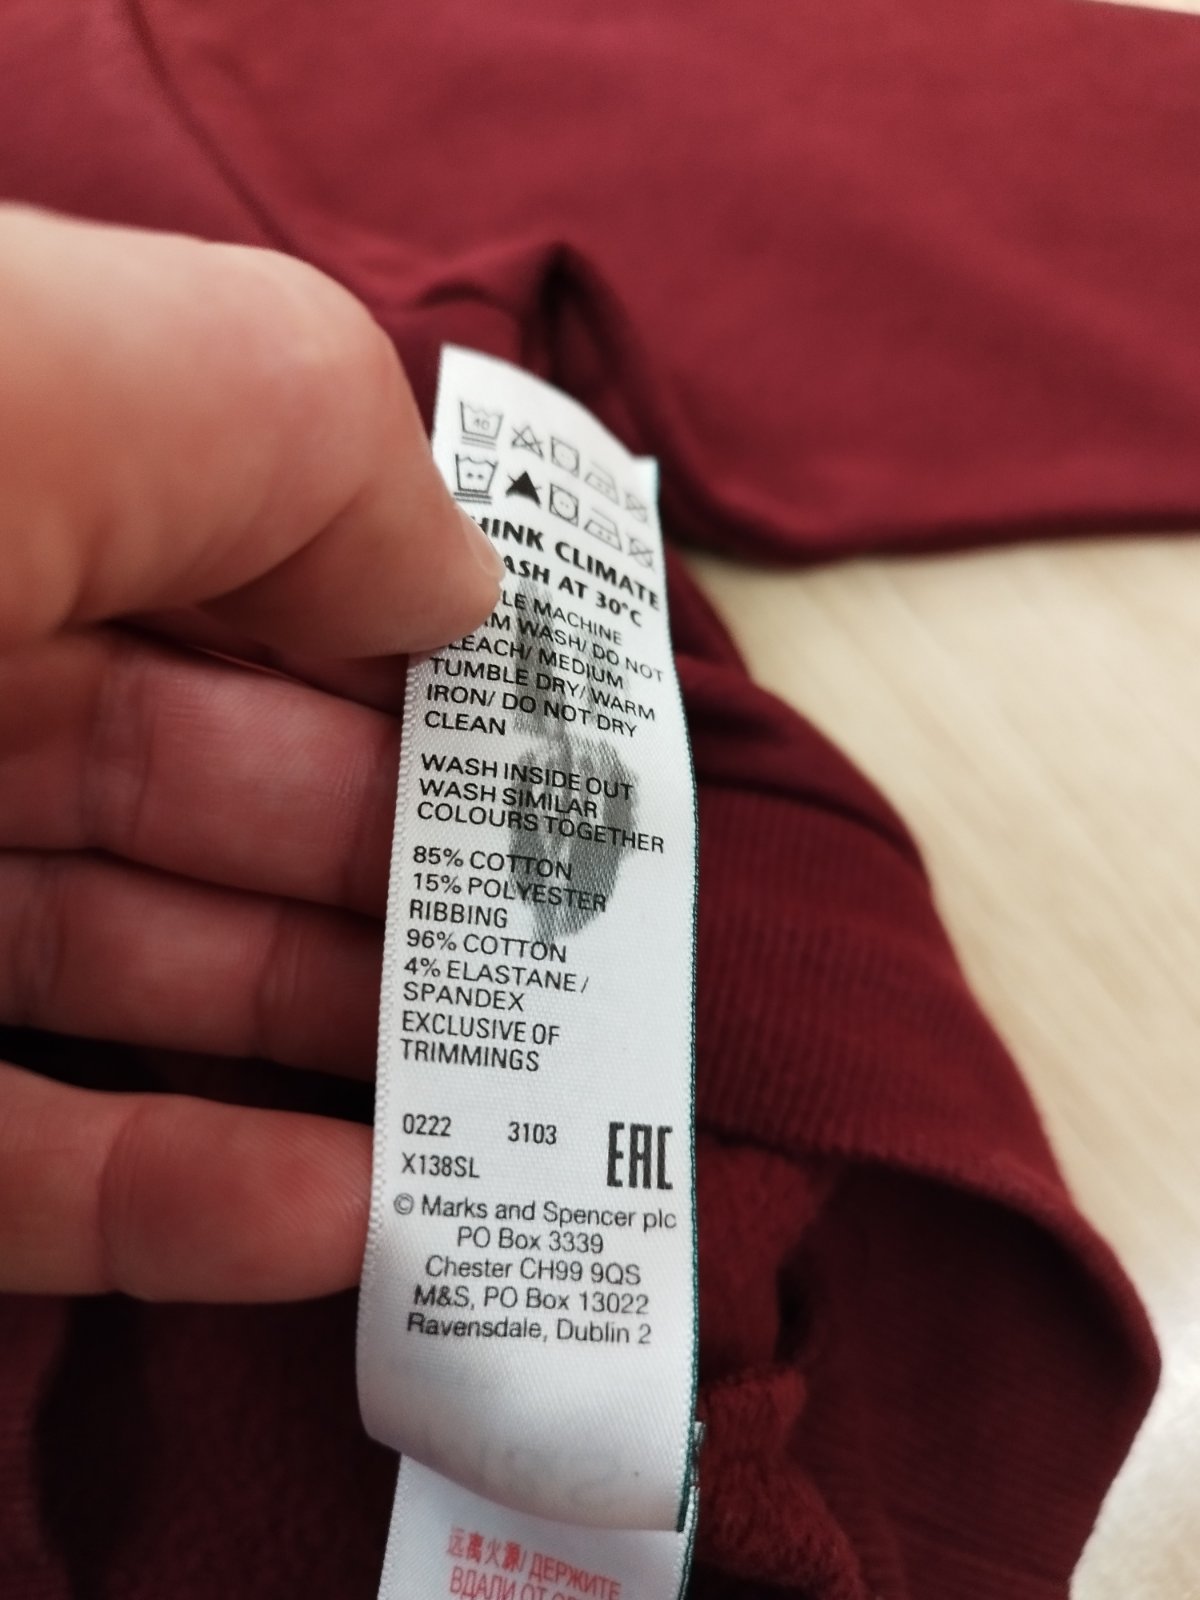 40
HINK CLIMATE
ASH AT 30°C
LE MACHINE
RM WASH/ DO NOT
LEACH/ MEDIUM
TUMBLE DRY/ WARM
IRON/ DO NOT DRY
CLEAN
WASH INSIDE OUT
WASH SIMILAR
COLOURS TOGETHER
85% COTTON
15% POLYESTER
RIBBING
96% COTTON
4% ELASTANE/
SPANDEX
EXCLUSIVE OF
TRIMMINGS
0222 3103 EAC
X138SL
© Marks and Spencer plc
PO Box 3339
Chester CH99 9QS
M&S, PO Box 13022
Ravensdale, Dublin 2
远离火源/ ДЕРЖИТЕ
ВДАЛИ ОТ